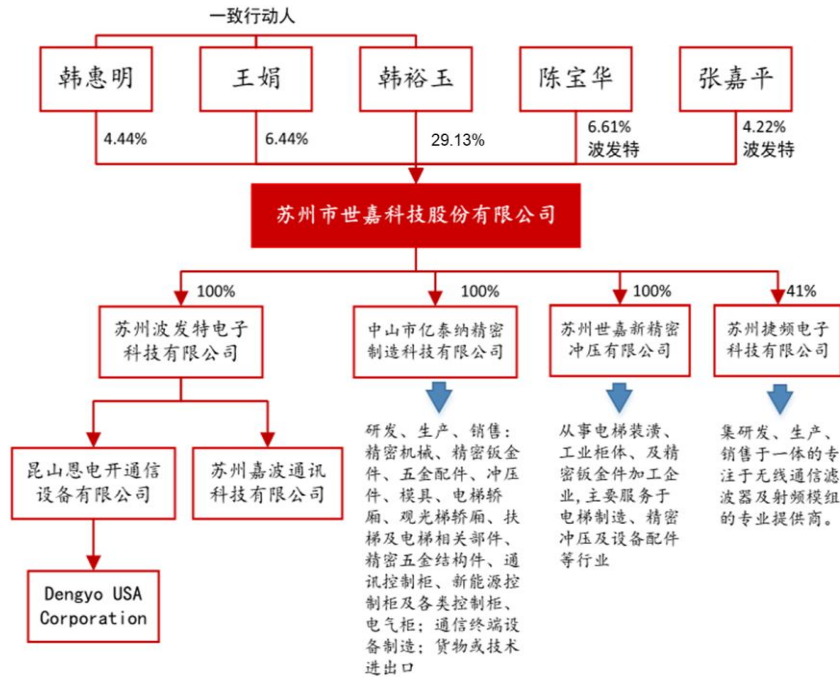 一致行动人
韩惠明
王娟
韩裕玉
陈宝华
张嘉平
4.44%
6.44%
29.13%
6.61%
波发特
4.22%
波发特
苏州市世嘉科技股份有限公司
100%
100%
100%
41%
苏州波发特电子
科技有限公司
中山市亿泰纳精密
制造科技有限公司
苏州世嘉新精密
冲压有限公司
苏州捷频电子
科技有限公司
昆山恩电开通信
设备有限公司
苏州嘉波通讯
科技有限公司
Dengyo USA
Corporation
研发、生产、销售：
精密机械、精密钣金
件、五金配件、冲压
件、模具、电梯轿
厢、观光梯轿厢、扶
梯及电梯相关部件、
精密五金结构件、通
讯控制柜、新能源控
制柜及各类控制柜、
电气柜；通信终端设
备制造；货物或技术
进出口
从事电梯装潢、
工业柜体、及精
密钣金件加工企
业,主要服务于
电梯制造、精密
冲压及设备配件
等行业
集研发、生产、
销售于一体的专
注于无线通信滤
波器及射频模组
的专业提供商。